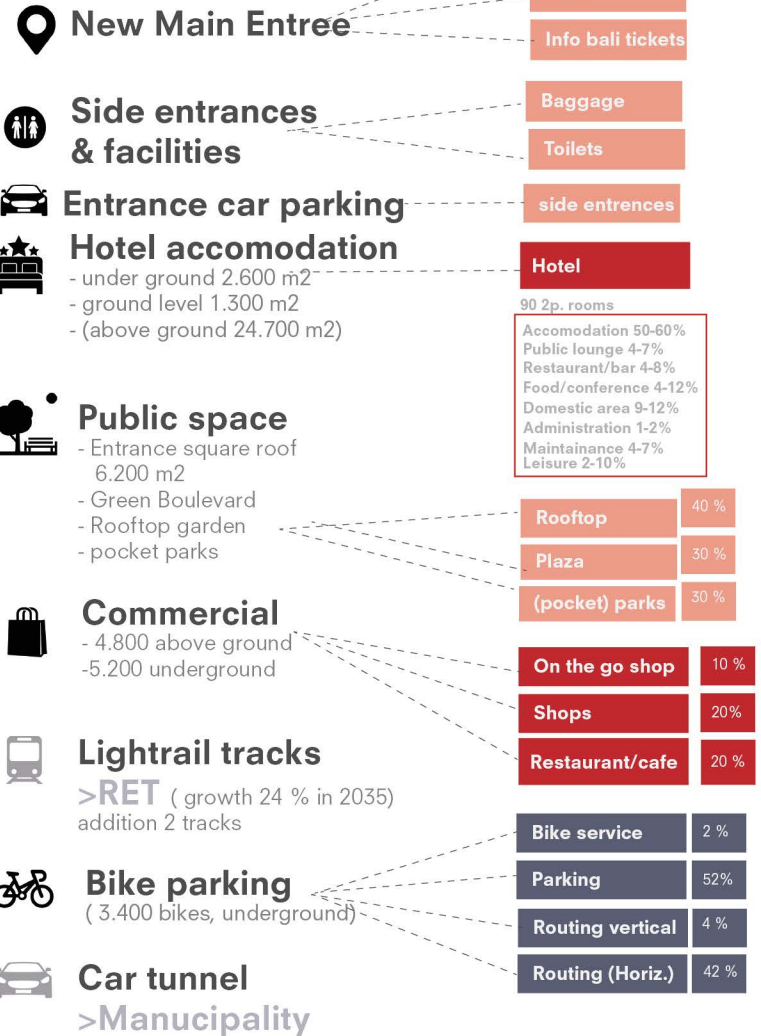 New Main Entree
Info bali tickets
Side entrances
& facilities
Baggage
Toilets
Entrance car parking
side entrences
Hotel accomodation
- under ground 2.600 m2
- ground level 1.300 m2
- (above ground 24.700 m2)
Hotel
90 2p. rooms
Accomodation 50-60%
Public lounge 4-7%
Restaurant/bar 4-8%
Food/conference 4-12%
Domestic area 9-12%
Administration 1-2%
Maintainance 4-7%
Leisure 2-10%
Public space
- Entrance square roof
6.200 m2
- Green Boulevard
- Rooftop garden
- pocket parks
Rooftop 40 %
Plaza 30 %
(pocket) parks 30 %
Commercial
- 4.800 above ground
-5.200 underground
On the go shop 10 %
Shops 20%
Restaurant/cafe 20 %
Lightrail tracks
>RET ( growth 24 % in 2035)
addition 2 tracks
Bike parking
( 3.400 bikes, underground)
Bike service 2 %
Parking 52%
Routing vertical 4 %
Routing (Horiz.) 42 %
Car tunnel
>Manucipality